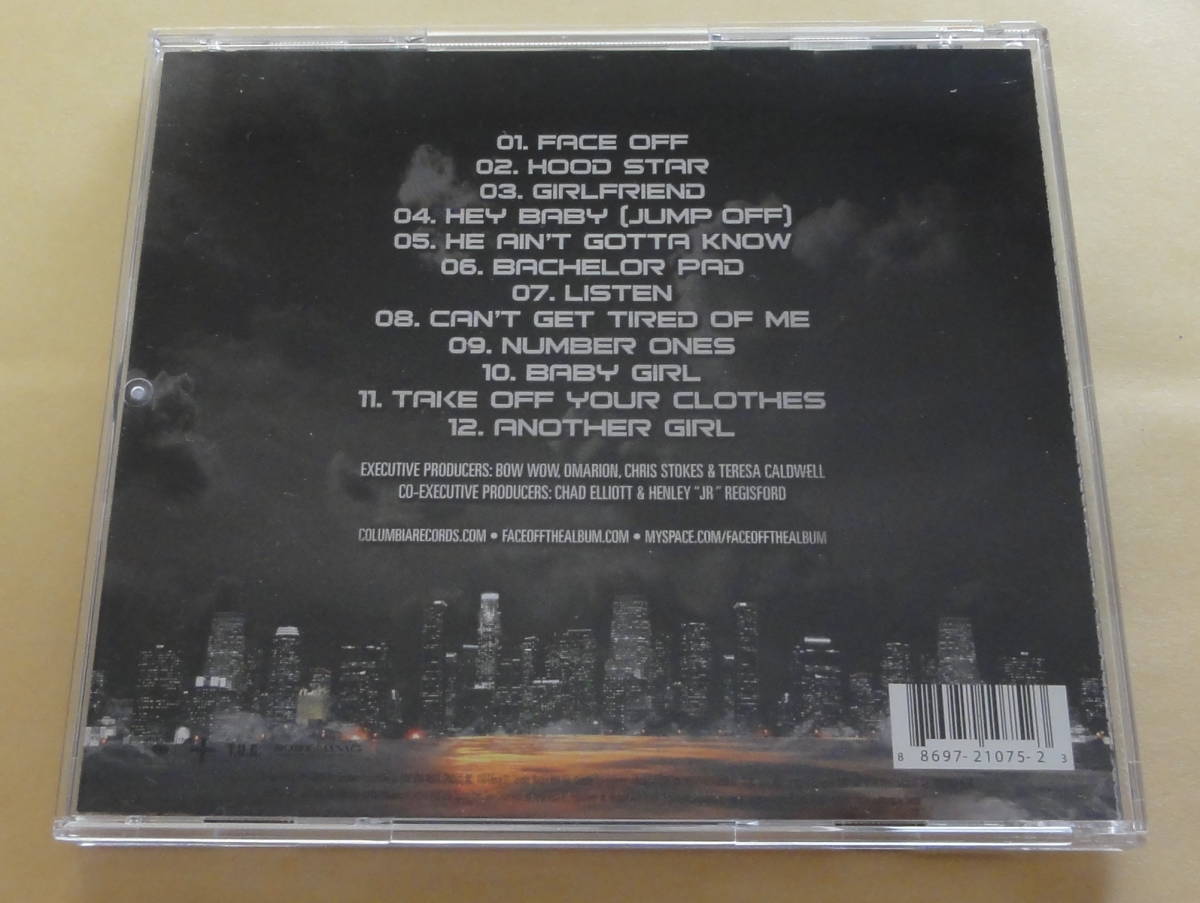 01. FACE OFF
02. HOOD STAR
03. GIRLFRIEND
04. HEY BABY (JUMP OFF)
05. HE AIN'T GOTTA KNOW
06. BACHELOR PAD
07. LISTEN
08. CAN'T GET TIRED OF ME
09. NUMBER ONES
10. BABY GIRL
11. TAKE OFF YOUR CLOTHES
12. ANOTHER GIRL
EXECUTIVE PRODUCERS: BOW WOW, OMARION, CHRIS STOKES & TERESA CALDWELL
CO-EXECUTIVE PRODUCERS: CHAD ELLIOTT & HENLEY "JR" REGISFORD
COLUMBIARECORDS.COM • FACEOFFTHEALBUM.COM • MYSPACE.COM/FACEOFFTHEALBUM
8 8697-21075-2 3
T.U.G.